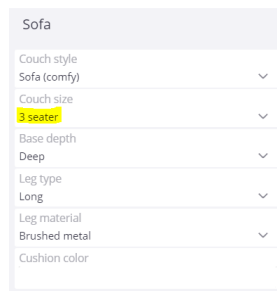 Sofa
Couch style
Sofa (comfy)
Couch size
3 seater
Base depth
Deep
Leg type
Long
Leg material
Brushed metal
Cushion color